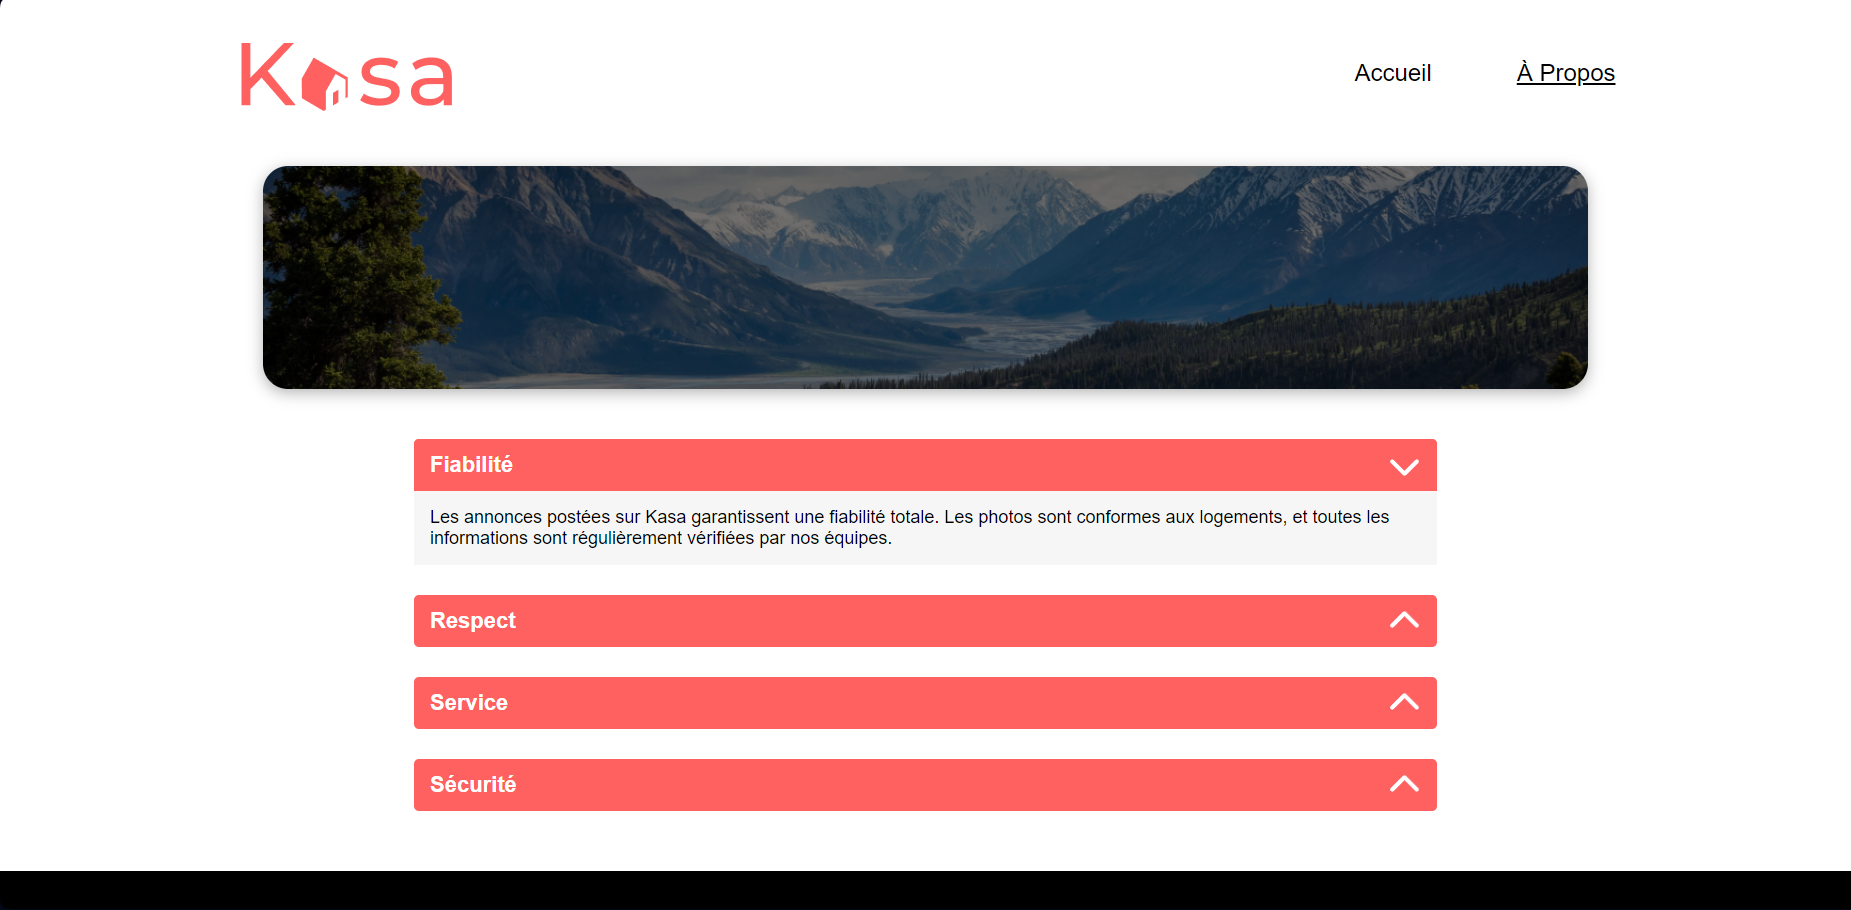 Kasa
Accueil
À Propos
Fiabilité
Les annonces postées sur Kasa garantissent une fiabilité totale. Les photos sont conformes aux logements, et toutes les
informations sont régulièrement vérifiées par nos équipes.
Respect
Service
Sécurité